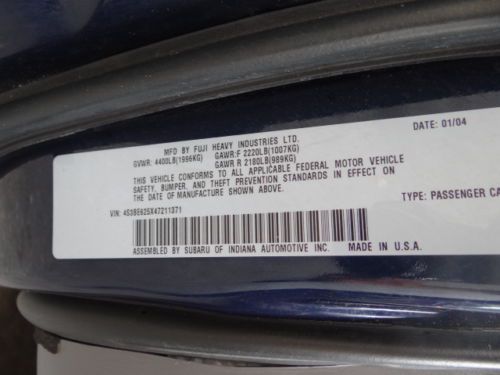 MFD BY FUJI HEAVY INDUSTRIES LTD. DATE: 01/04
GVWR: 4400LB(1996KG) GAWR:F 2220LB(1007KG)
GAWR R 2180LB(989KG)
THIS VEHICLE CONFORMS TO ALL APPLICABLE FEDERAL MOTOR VEHICLE
SAFETY, BUMPER, AND THEFT PREVENTION STANDARDS IN EFFECT ON
THE DATE OF MANUFACTURE SHOWN ABOVE.
VIN: 4S3BE625X47211371 TYPE: PASSENGER CA
ASSEMBLED BY SUBARU OF INDIANA AUTOMOTIVE INC. MADE IN U.S.A.